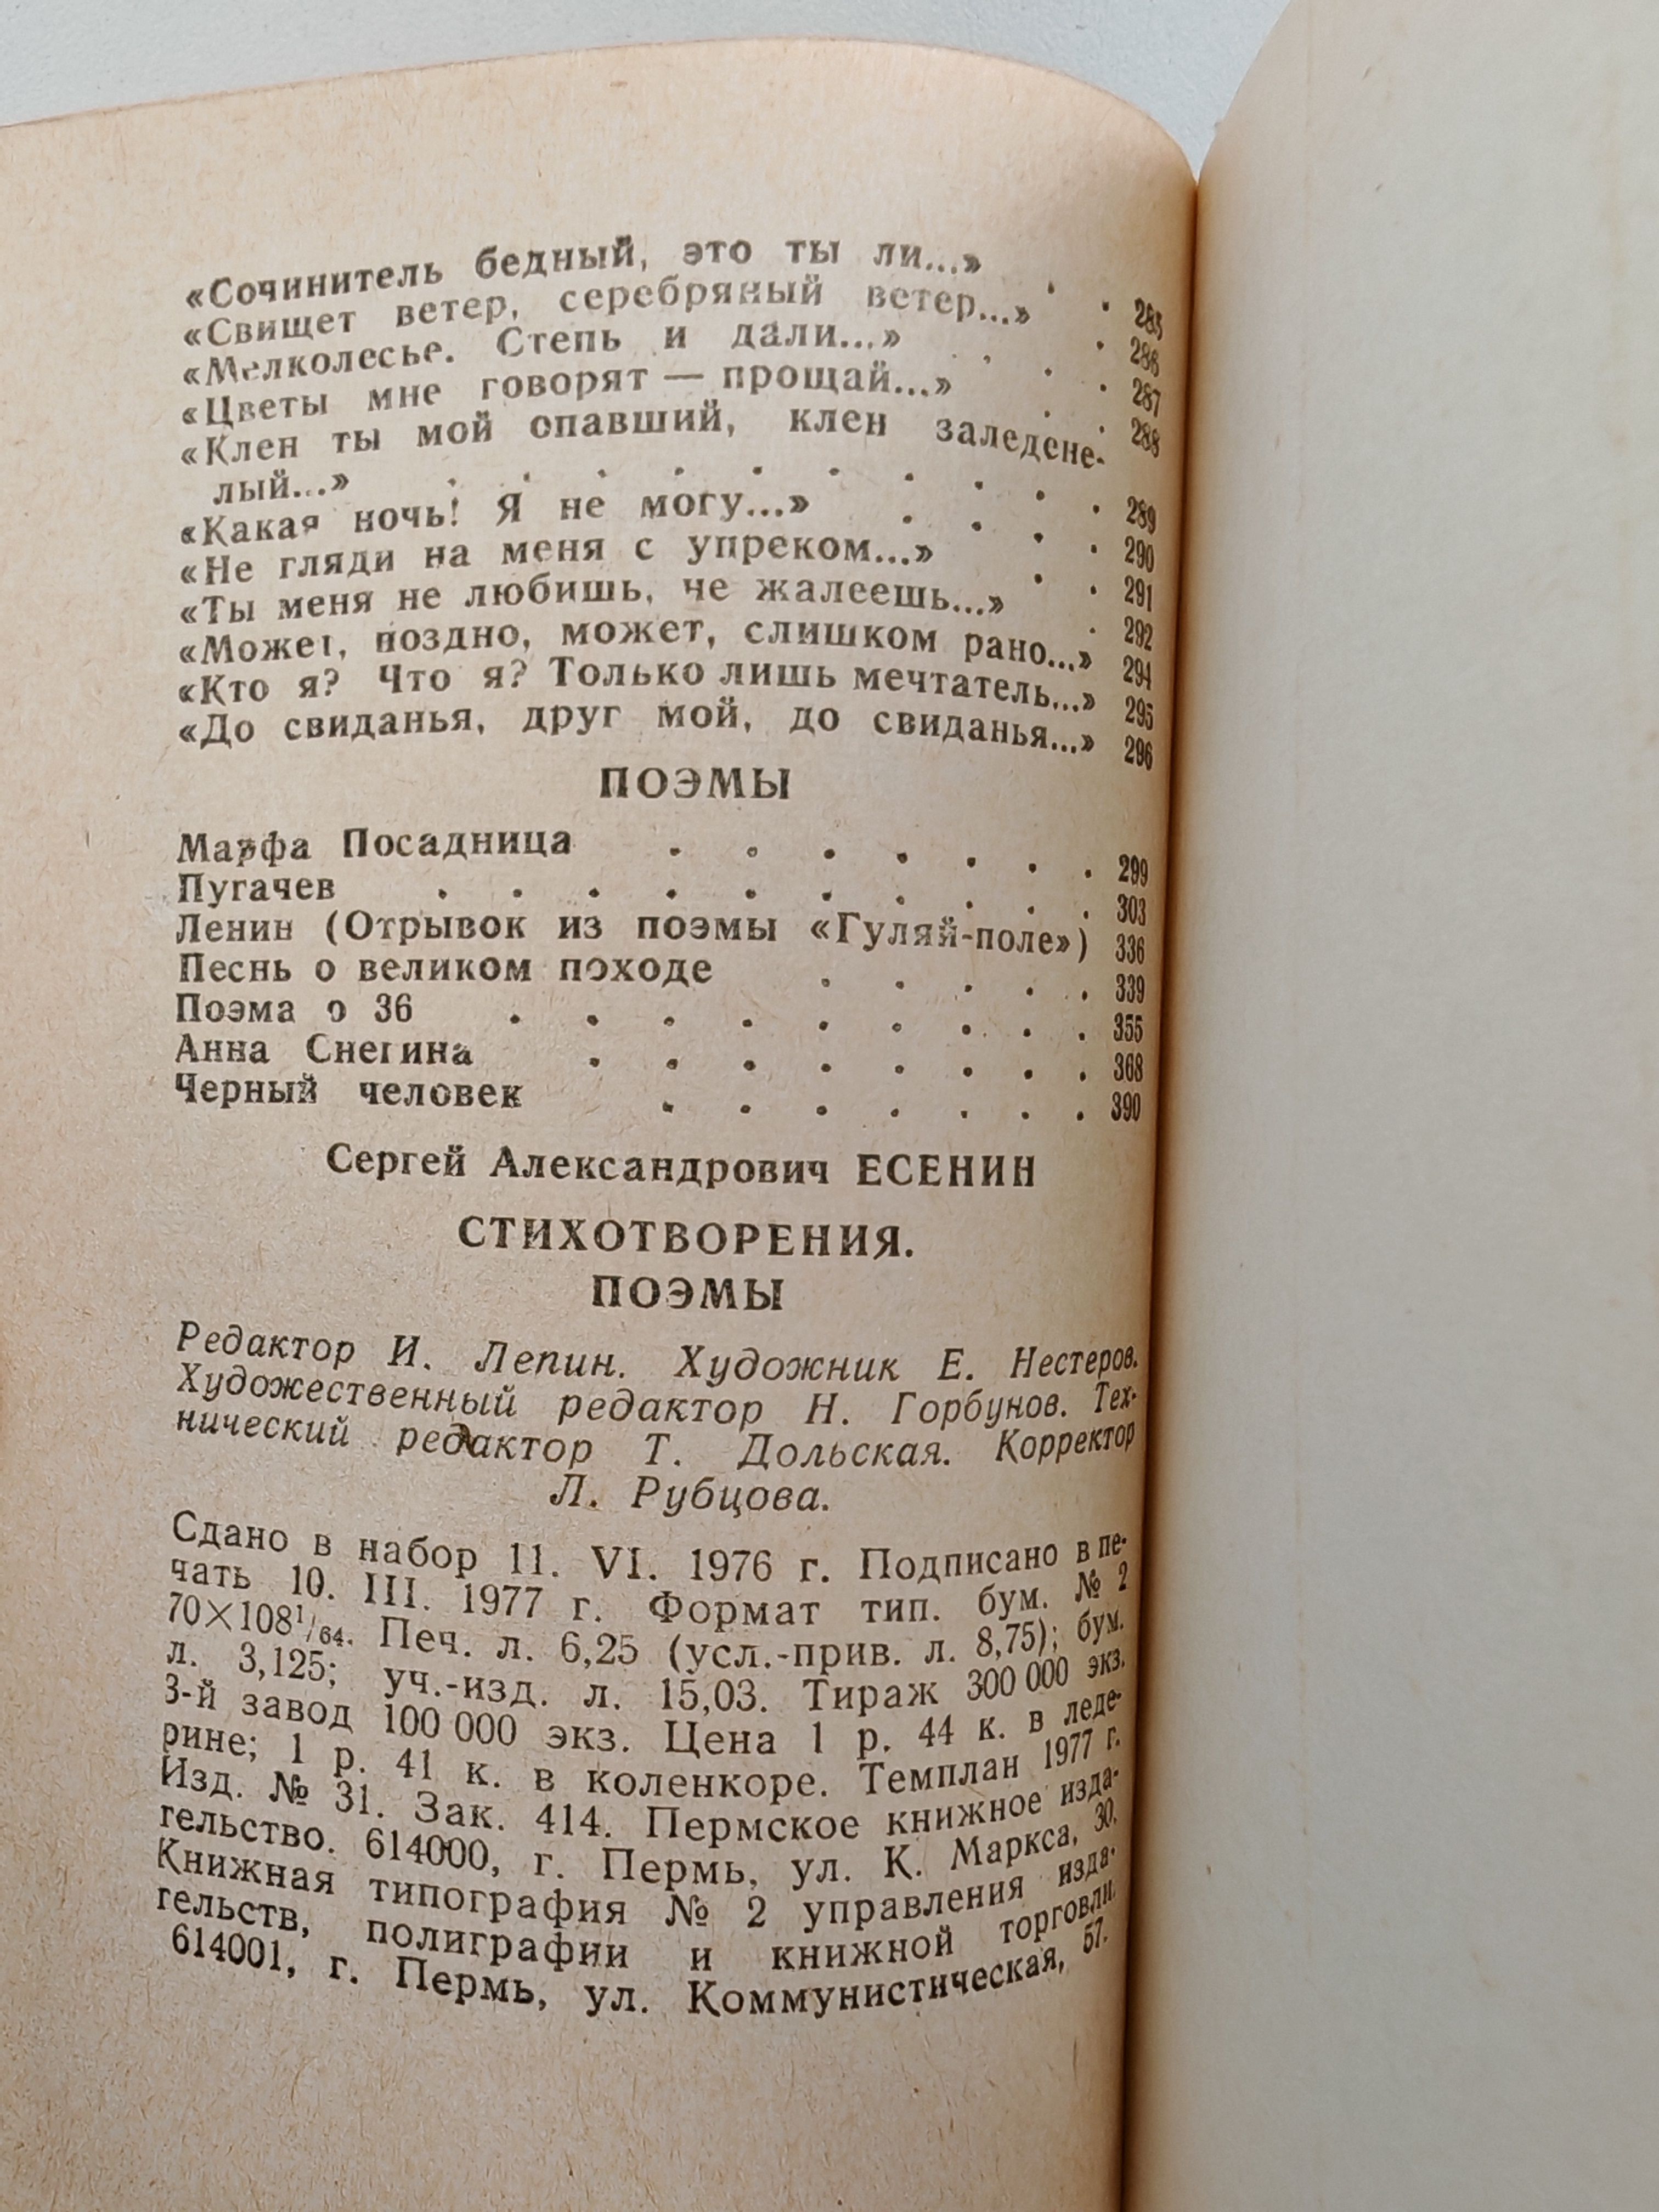 «Сочинитель бедный, это ты ли...» . . 285
«Свищет ветер, серебряный ветер...» . 286
«Мелколесье. Степь и дали...» . . . . 287
«Цветы мне говорят — прощай...» . . 288
«Клен ты мой опавший, клен заледене-
лый...» . . . . . . . . . . 289
«Какая ночь! Я не могу...» . . . . 290
«Не гляди на меня с упреком...» . . 291
«Ты меня не любишь, не жалеешь...» . 292
«Может, поздно, может, слишком рано...» 294
«Кто я? Что я? Только лишь мечтатель...» 295
«До свиданья, друг мой, до свиданья...» 296
ПОЭМЫ
Марфа Посадница . . . . . . . 299
Пугачев . . . . . . . . . . 303
Ленин (Отрывок из поэмы «Гуляй-поле») 336
Песнь о великом походе . . . . . 339
Поэма о 36 . . . . . . . . . 355
Анна Снегина . . . . . . . . 368
Черный человек . . . . . . . 390
Сергей Александрович ЕСЕНИН
СТИХОТВОРЕНИЯ.
ПОЭМЫ
Редактор И. Лепин. Художник Е. Нестеров.
Художественный редактор Н. Горбунов. Тех-
нический редактор Т. Дольская. Корректор
Л. Рубцова.
Сдано в набор 11. VI. 1976 г. Подписано в пе-
чать 10. III. 1977 г. Формат тип. бум. № 2
70×108¹/₆₄. Печ. л. 6,25 (усл.-прив. л. 8,75); бум.
л. 3,125; уч.-изд. л. 15,03. Тираж 300 000 экз.
3-й завод 100 000 экз. Цена 1 р. 44 к. в леде-
рине; 1 р. 41 к. в коленкоре. Темплан 1977 г.
Изд. № 31. Зак. 414. Пермское книжное изда-
тельство. 614000, г. Пермь, ул. К. Маркса, 30.
Книжная типография № 2 управления изда-
тельств, полиграфии и книжной торговли.
614001, г. Пермь, ул. Коммунистическая, 57.